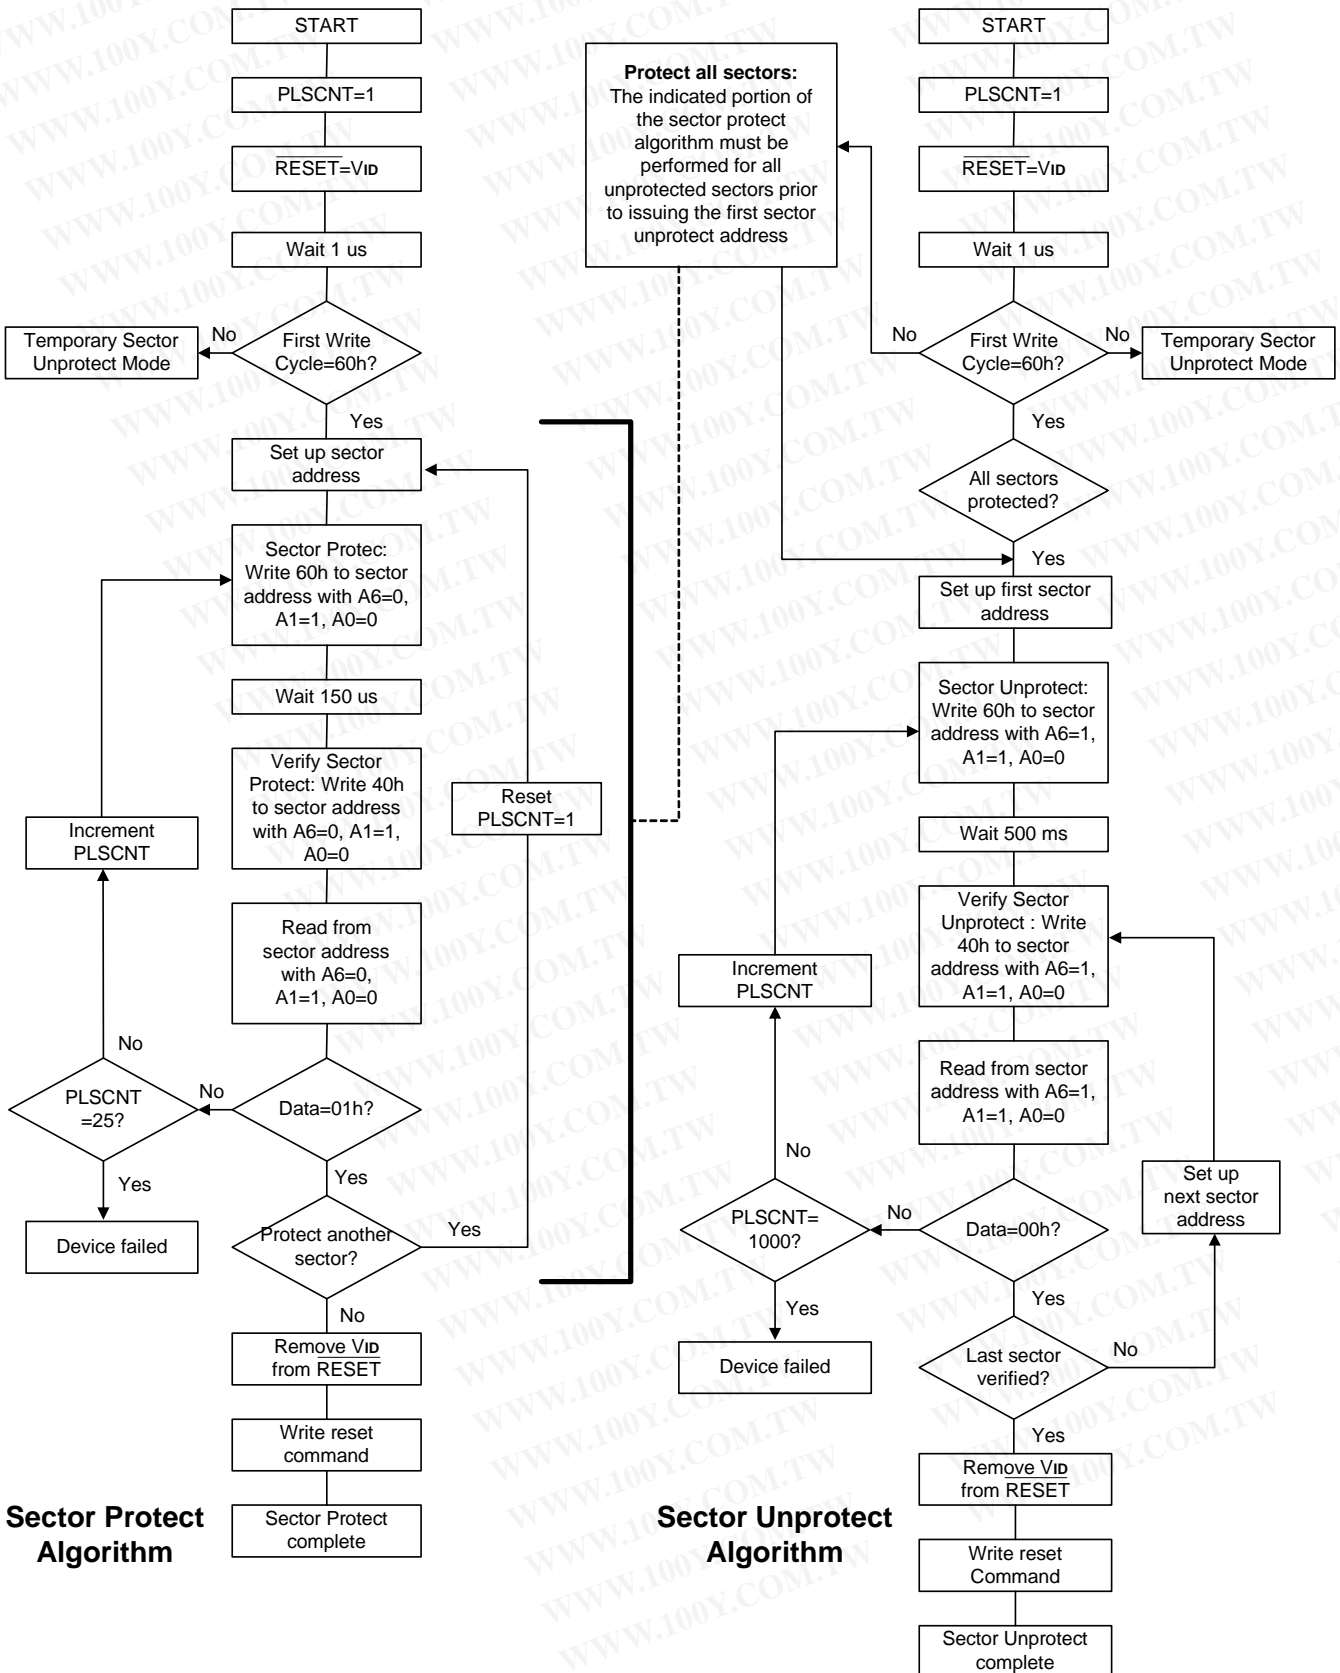 START
PLSCNT=1
RESET=VID
Wait 1 us
First Write
Cycle=60h?
No
Temporary Sector
Unprotect Mode
Yes
Set up sector
address
Sector Protec:
Write 60h to sector
address with A6=0,
A1=1, A0=0
Wait 150 us
Verify Sector
Protect: Write 40h
to sector address
with A6=0, A1=1,
A0=0
Reset
PLSCNT=1
Increment
PLSCNT
Read from
sector address
with A6=0,
A1=1, A0=0
No
PLSCNT
=25?
No
Data=01h?
Yes
Yes
Device failed
Protect another
sector?
Yes
No
Remove VID
from RESET
Write reset
command
Sector Protect
complete
Sector Protect
Algorithm
Protect all sectors:
The indicated portion of
the sector protect
algorithm must be
performed for all
unprotected sectors prior
to issuing the first sector
unprotect address
START
PLSCNT=1
RESET=VID
Wait 1 us
No
First Write
Cycle=60h?
No
Temporary Sector
Unprotect Mode
Yes
All sectors
protected?
Yes
Set up first sector
address
Sector Unprotect:
Write 60h to sector
address with A6=1,
A1=1, A0=0
Wait 500 ms
Verify Sector
Unprotect : Write
40h to sector
address with A6=1,
A1=1, A0=0
Increment
PLSCNT
Read from sector
address with A6=1,
A1=1, A0=0
No
PLSCNT=
1000?
No
Data=00h?
Set up
next sector
address
Yes
Yes
Device failed
Last sector
verified?
No
Yes
Remove VID
from RESET
Write reset
Command
Sector Unprotect
complete
Sector Unprotect
Algorithm
WWW.100Y.COM.TW